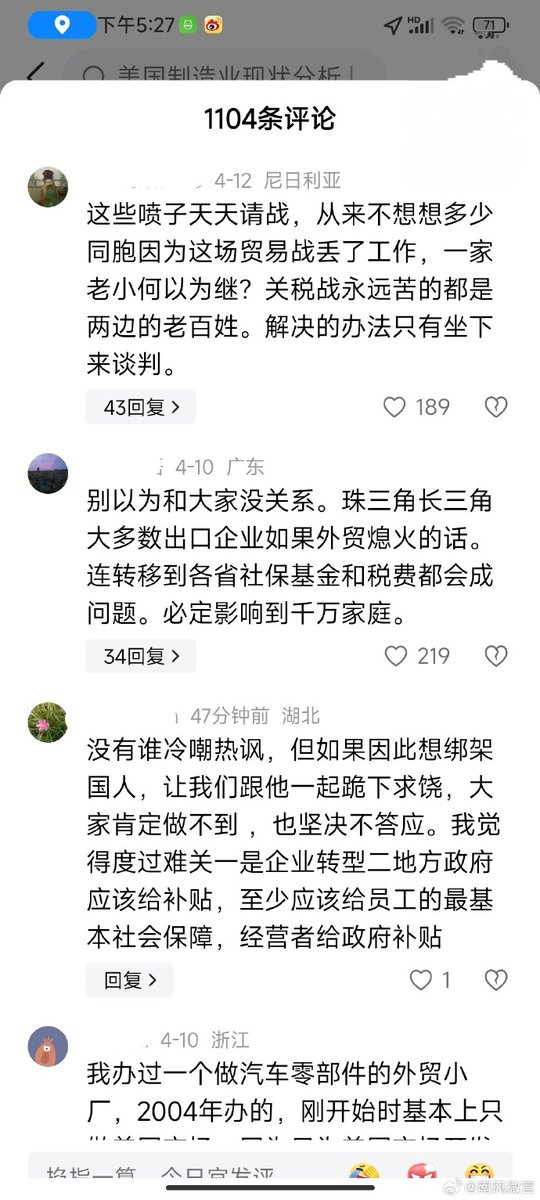 下午5:27
HD
71
美国制造业现状分析
1104条评论
4-12 尼日利亚
这些喷子天天请战，从来不想想多少
同胞因为这场贸易战丢了工作，一家
老小何以为继？关税战永远苦的都是
两边的老百姓。解决的办法只有坐下
来谈判。
43回复
189
4-10 广东
别以为和大家没关系。珠三角长三角
大多数出口企业如果外贸熄火的话。
连转移到各省社保基金和税费都会成
问题。必定影响到千万家庭。
34回复
219
47分钟前 湖北
没有谁冷嘲热讽，但如果因此想绑架
国人，让我们跟他一起跪下求饶，大
家肯定做不到 ，也坚决不答应。我觉
得度过难关一是企业转型二地方政府
应该给补贴，至少应该给员工的最基
本社会保障，经营者给政府补贴
回复
1
4-10 浙江
我办过一个做汽车零部件的外贸小
厂，2004年办的，刚开始时基本上只
@南风微言